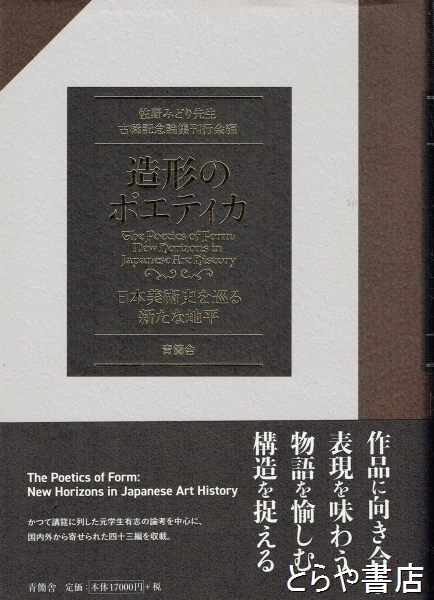 佐野みどり先生
古稀記念論集刊行会編
造形の
ポエティカ
The Poetics of Form:
New Horizons in
Japanese Art History
日本美術史を巡る
新たな地平
青簡舎
作品に向き合
表現を味わう
物語を愉しむ
構造を捉える
The Poetics of Form:
New Horizons in Japanese Art History
かつて講筵に列した元学生有志の論考を中心に、
国内外から寄せられた四十三編を収載。
青簡舎 定価:本体17000円+税
とらや書店